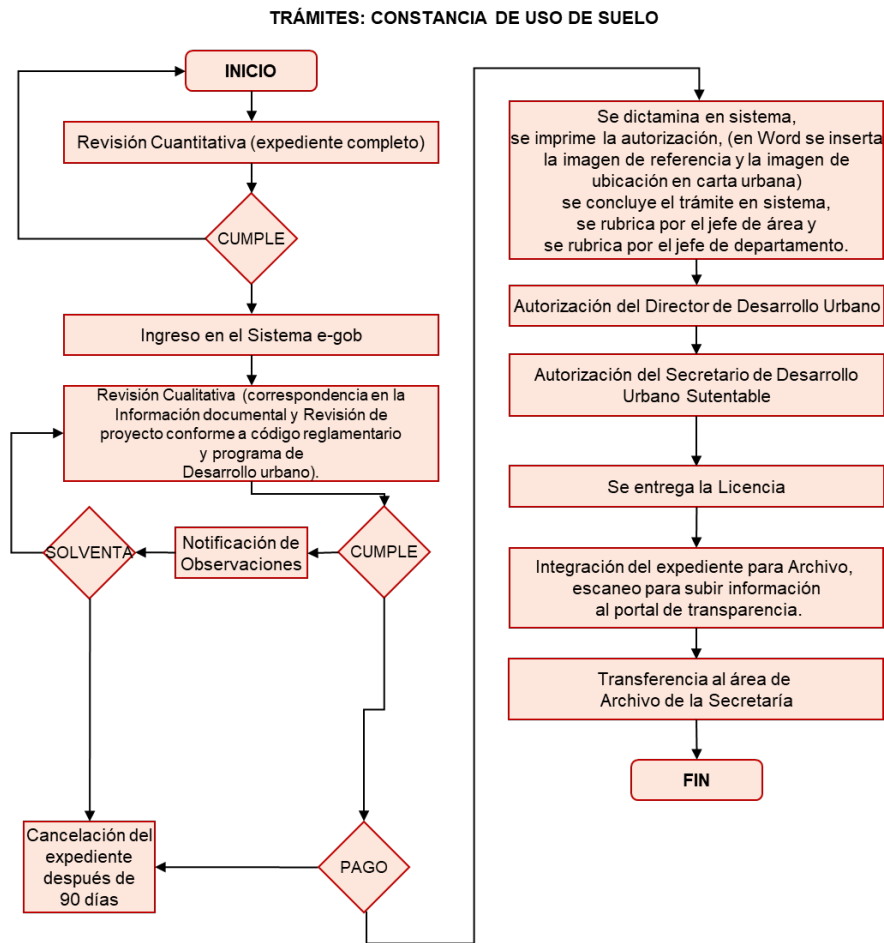 TRÁMITES: CONSTANCIA DE USO DE SUELO
INICIO
Revisión Cuantitativa (expediente completo)
CUMPLE
Ingreso en el Sistema e-gob
Revisión Cualitativa (correspondencia en la
Información documental y Revisión de
proyecto conforme a código reglamentario
y programa de
Desarrollo urbano).
SOLVENTA
Notificación de
Observaciones
CUMPLE
Cancelación del
expediente
después de
90 días
PAGO
Se dictamina en sistema,
se imprime la autorización, (en Word se inserta
la imagen de referencia y la imagen de
ubicación en carta urbana)
se concluye el trámite en sistema,
se rubrica por el jefe de área y
se rubrica por el jefe de departamento.
Autorización del Director de Desarrollo Urbano
Autorización del Secretario de Desarrollo
Urbano Sutentable
Se entrega la Licencia
Integración del expediente para Archivo,
escaneo para subir información
al portal de transparencia.
Transferencia al área de
Archivo de la Secretaría
FIN